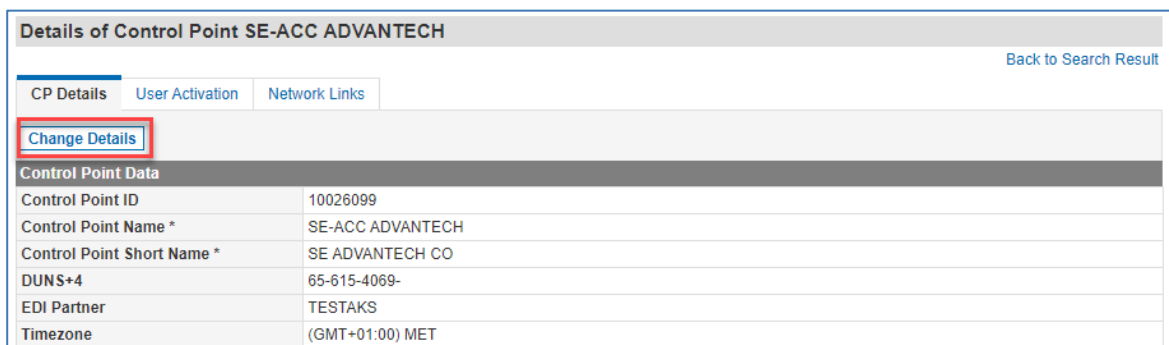 Details of Control Point SE-ACC ADVANTECH
Back to Search Result
CP Details User Activation Network Links
Change Details
Control Point Data
Control Point ID 10026099
Control Point Name * SE-ACC ADVANTECH
Control Point Short Name * SE ADVANTECH CO
DUNS+4 65-615-4069-
EDI Partner TESTAKS
Timezone (GMT+01:00) MET